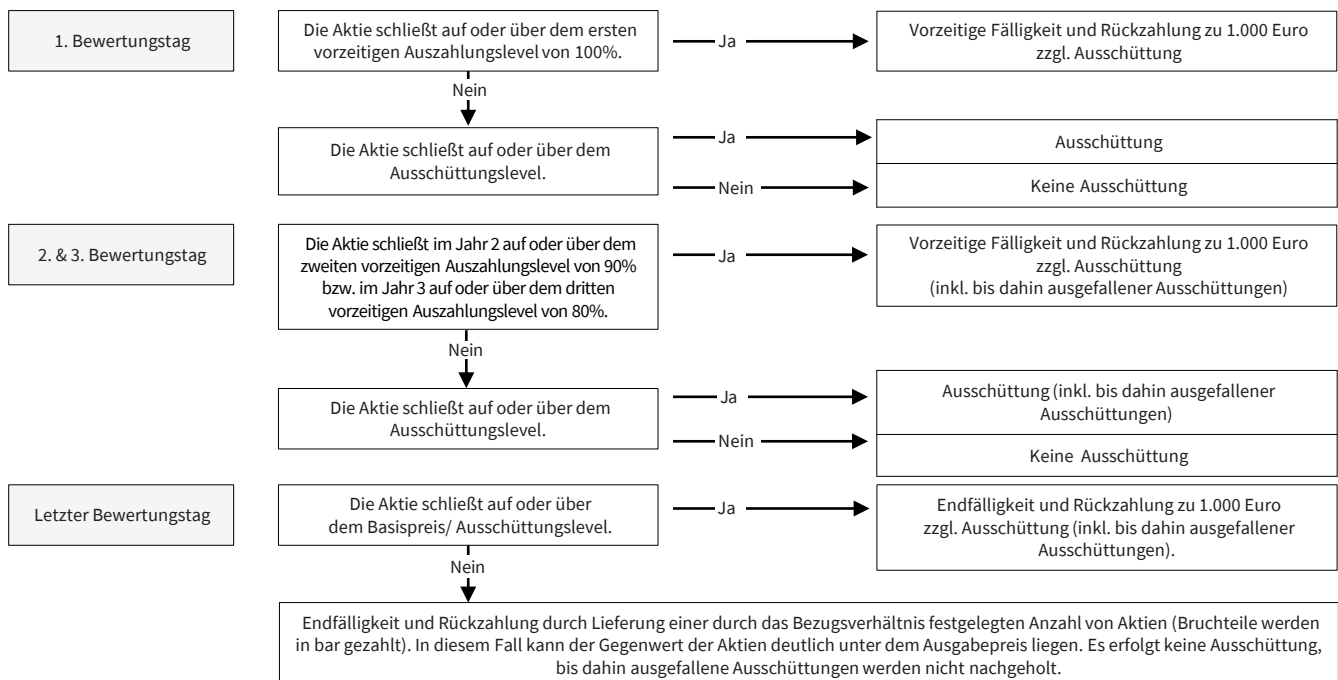 1. Bewertungstag
Die Aktie schließt auf oder über dem ersten
vorzeitigen Auszahlungslevel von 100%.
Ja
Vorzeitige Fälligkeit und Rückzahlung zu 1.000 Euro
zzgl. Ausschüttung
Nein
Die Aktie schließt auf oder über dem
Ausschüttungslevel.
Ja
Ausschüttung
Nein
Keine Ausschüttung
2. & 3. Bewertungstag
Die Aktie schließt im Jahr 2 auf oder über dem
zweiten vorzeitigen Auszahlungslevel von 90%
bzw. im Jahr 3 auf oder über dem dritten
vorzeitigen Auszahlungslevel von 80%.
Ja
Vorzeitige Fälligkeit und Rückzahlung zu 1.000 Euro
zzgl. Ausschüttung
(inkl. bis dahin ausgefallener Ausschüttungen)
Nein
Die Aktie schließt auf oder über dem
Ausschüttungslevel.
Ja
Ausschüttung (inkl. bis dahin ausgefallener
Ausschüttungen)
Nein
Keine Ausschüttung
Letzter Bewertungstag
Die Aktie schließt auf oder über
dem Basispreis/ Ausschüttungslevel.
Ja
Endfälligkeit und Rückzahlung zu 1.000 Euro
zzgl. Ausschüttung (inkl. bis dahin ausgefallener
Ausschüttungen).
Nein
Endfälligkeit und Rückzahlung durch Lieferung einer durch das Bezugsverhältnis festgelegten Anzahl von Aktien (Bruchteile werden
in bar gezahlt). In diesem Fall kann der Gegenwert der Aktien deutlich unter dem Ausgabepreis liegen. Es erfolgt keine Ausschüttung,
bis dahin ausgefallene Ausschüttungen werden nicht nachgeholt.